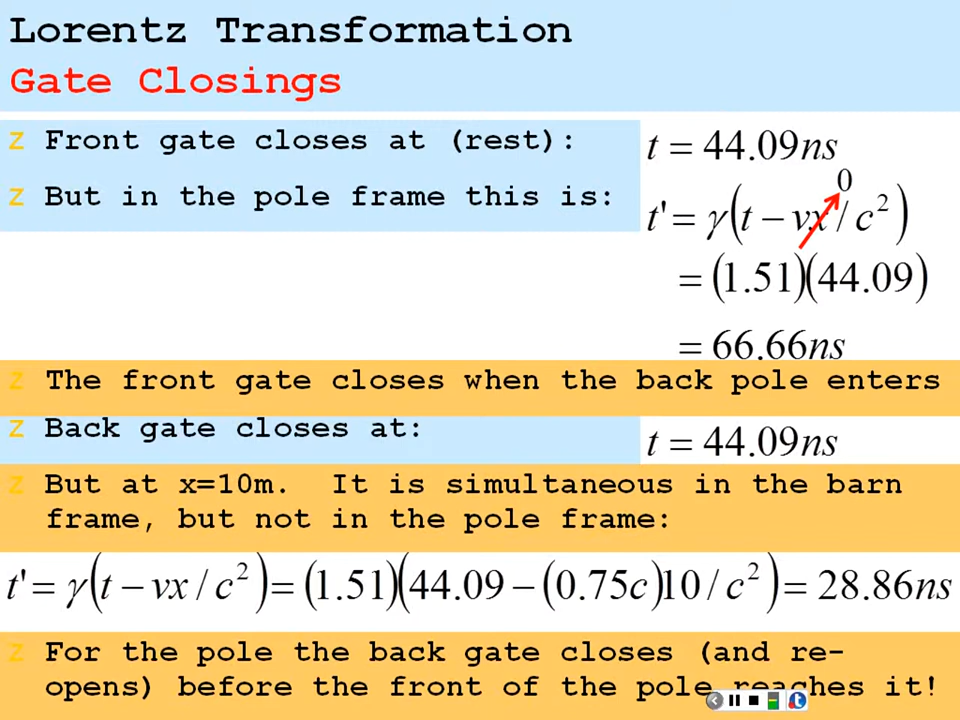 Lorentz Transformation
Gate Closings
z Front gate closes at (rest):
t = 44.09ns
z But in the pole frame this is:
0
t' = γ(t − vx / c²)
= (1.51)(44.09)
= 66.66ns
z The front gate closes when the back pole enters
z Back gate closes at:
t = 44.09ns
z But at x=10m. It is simultaneous in the barn
frame, but not in the pole frame:
t' = γ(t − vx / c²) = (1.51)(44.09 − (0.75c)10 / c²) = 28.86ns
z For the pole the back gate closes (and re-
opens) before the front of the pole reaches it!